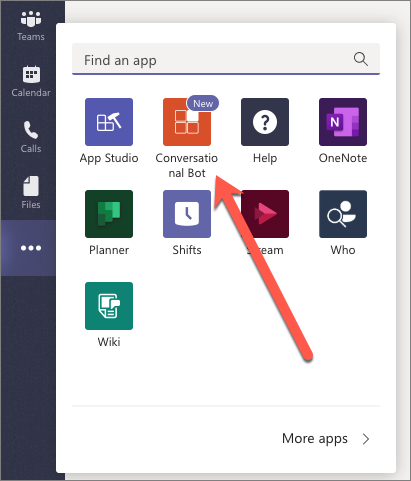 Teams
Calendar
Calls
Files
Find an app
New
App Studio
Conversatio
nal Bot
Help
OneNote
Planner
Shifts
Stream
Who
Wiki
More apps